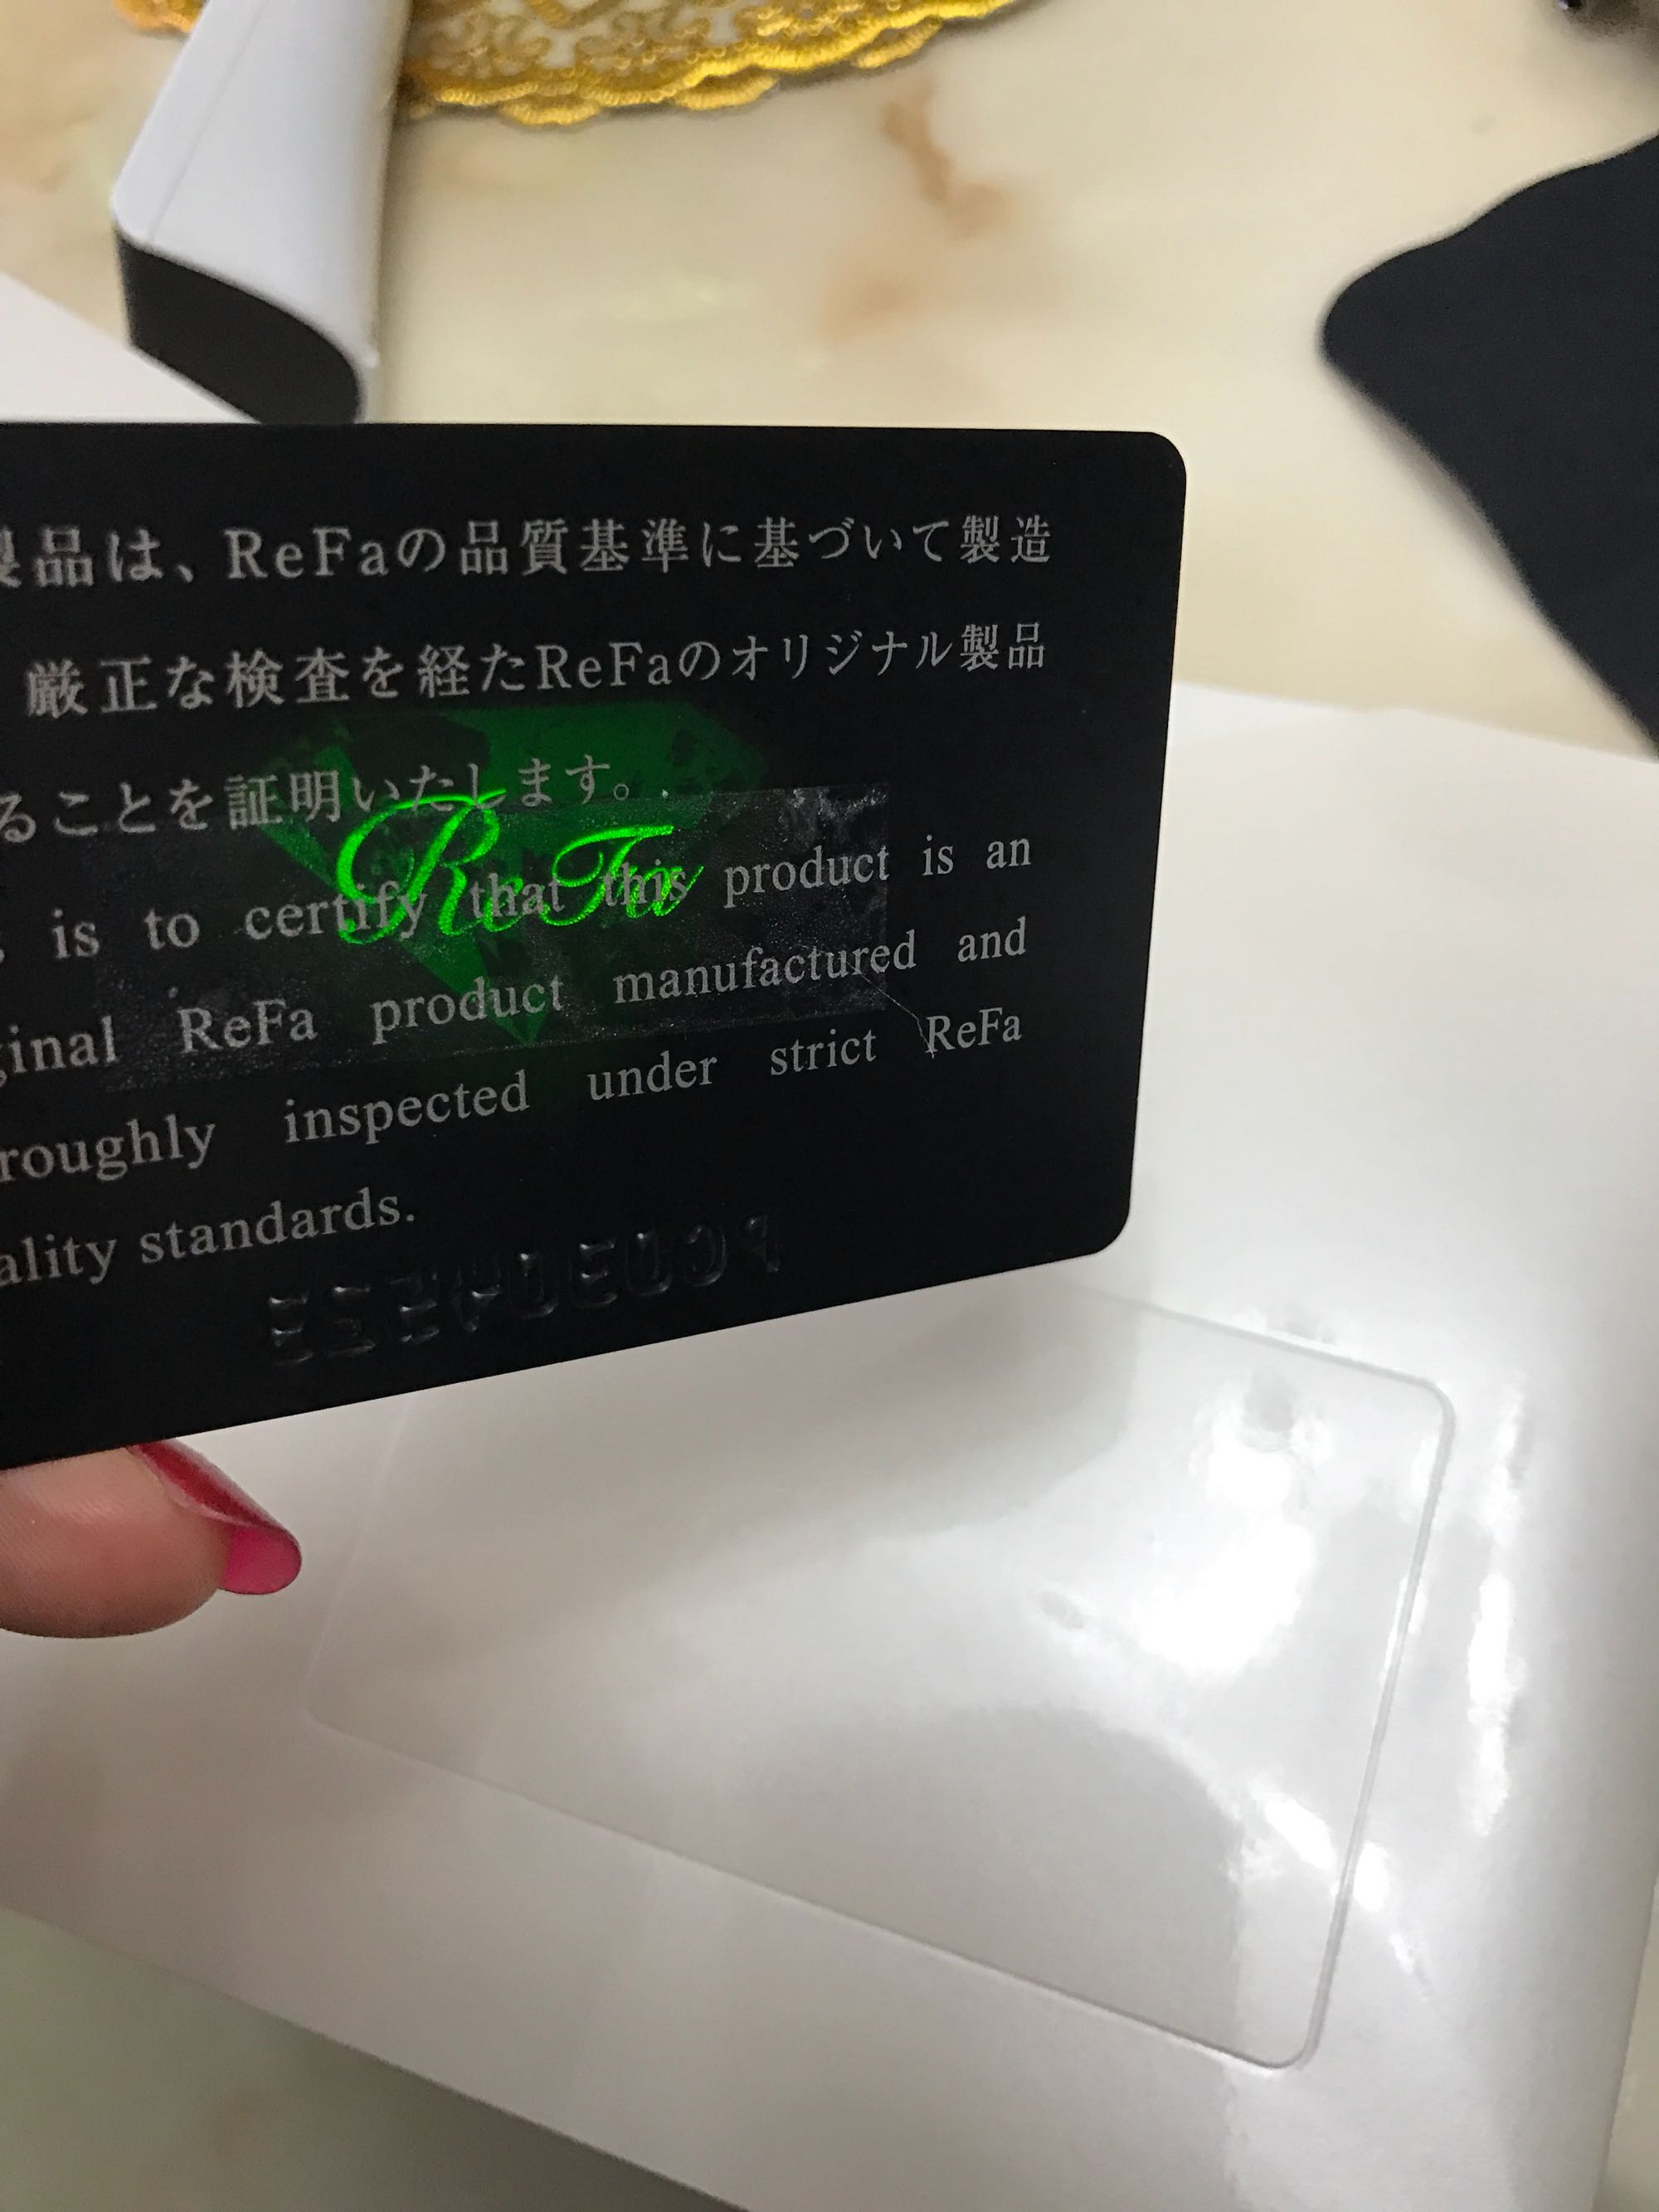 製品は、ReFaの品質基準に基づいて製造
厳正な検査を経たReFaのオリジナル製品
ることを証明いたします。
ReFa
is to certify that this product is an
ginal ReFa product manufactured and
roughly inspected under strict ReFa
ality standards.